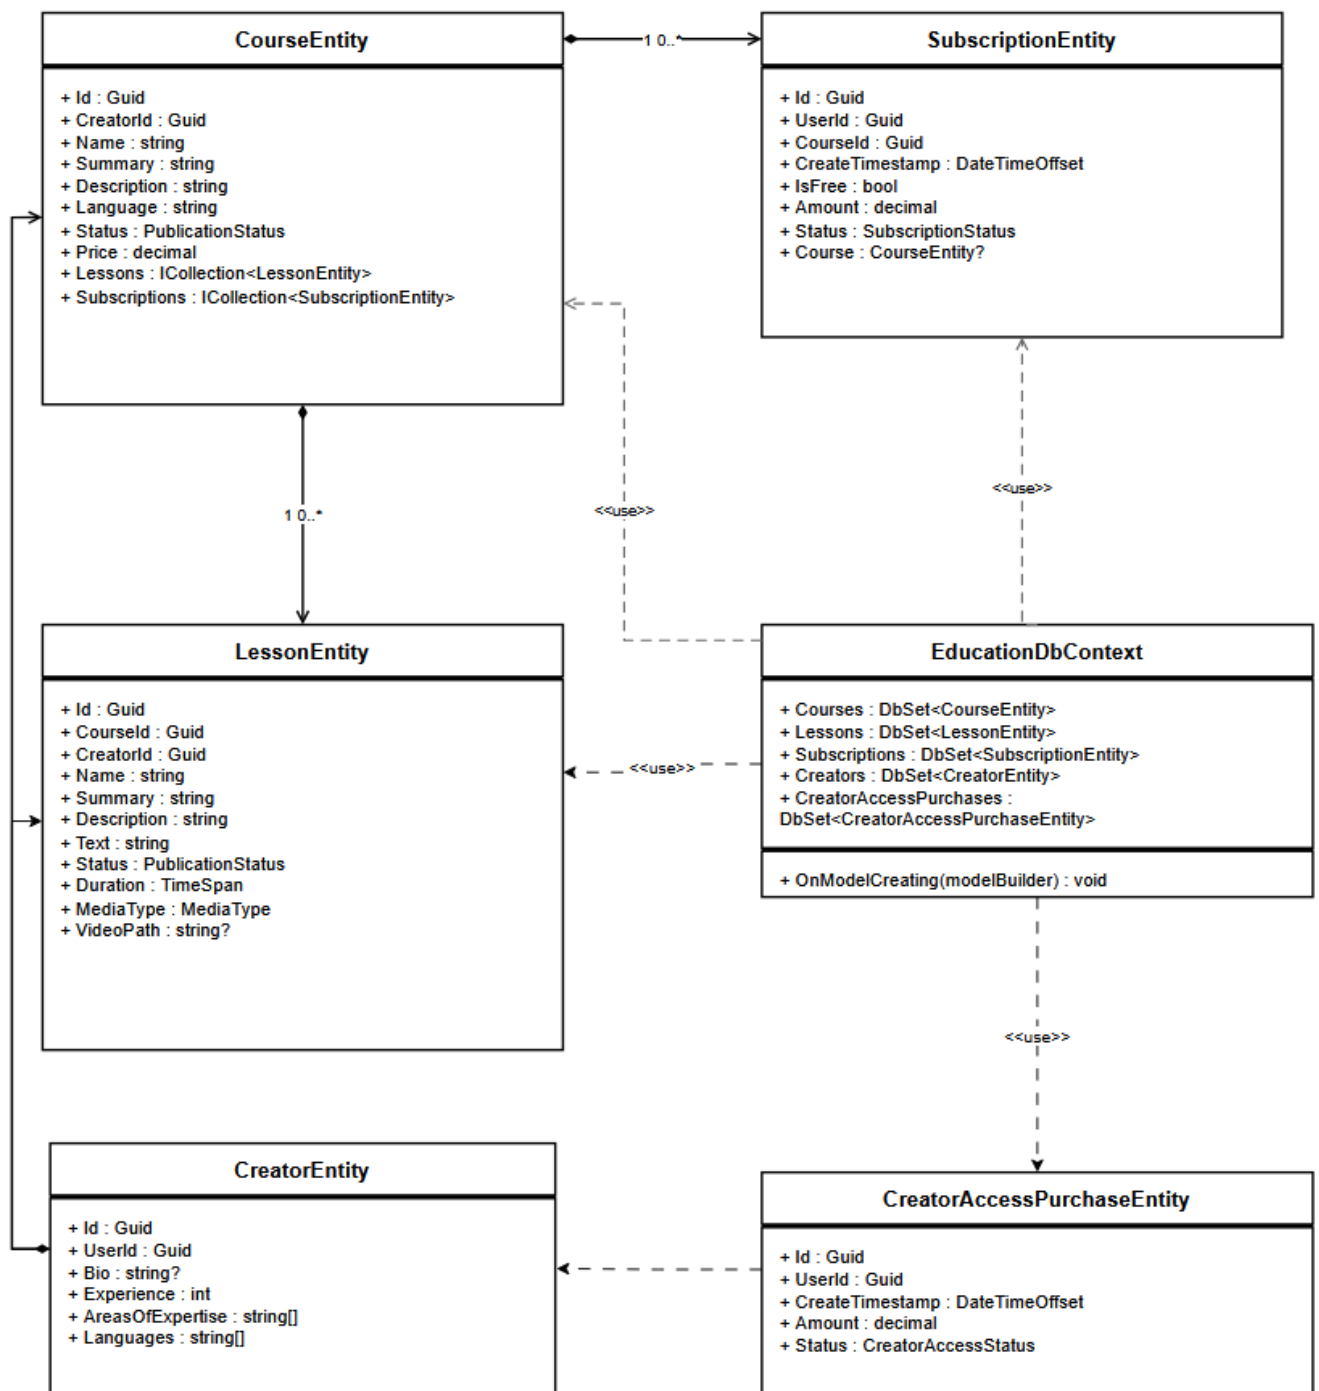 CourseEntity
+ Id : Guid
+ CreatorId : Guid
+ Name : string
+ Summary : string
+ Description : string
+ Language : string
+ Status : PublicationStatus
+ Price : decimal
+ Lessons : ICollection<LessonEntity>
+ Subscriptions : ICollection<SubscriptionEntity>
1 0..*
SubscriptionEntity
+ Id : Guid
+ UserId : Guid
+ CourseId : Guid
+ CreateTimestamp : DateTimeOffset
+ IsFree : bool
+ Amount : decimal
+ Status : SubscriptionStatus
+ Course : CourseEntity?
1 0..*
<<use>>
<<use>>
LessonEntity
+ Id : Guid
+ CourseId : Guid
+ CreatorId : Guid
+ Name : string
+ Summary : string
+ Description : string
+ Text : string
+ Status : PublicationStatus
+ Duration : TimeSpan
+ MediaType : MediaType
+ VideoPath : string?
<<use>>
EducationDbContext
+ Courses : DbSet<CourseEntity>
+ Lessons : DbSet<LessonEntity>
+ Subscriptions : DbSet<SubscriptionEntity>
+ Creators : DbSet<CreatorEntity>
+ CreatorAccessPurchases :
DbSet<CreatorAccessPurchaseEntity>
+ OnModelCreating(modelBuilder) : void
<<use>>
CreatorEntity
+ Id : Guid
+ UserId : Guid
+ Bio : string?
+ Experience : int
+ AreasOfExpertise : string[]
+ Languages : string[]
CreatorAccessPurchaseEntity
+ Id : Guid
+ UserId : Guid
+ CreateTimestamp : DateTimeOffset
+ Amount : decimal
+ Status : CreatorAccessStatus